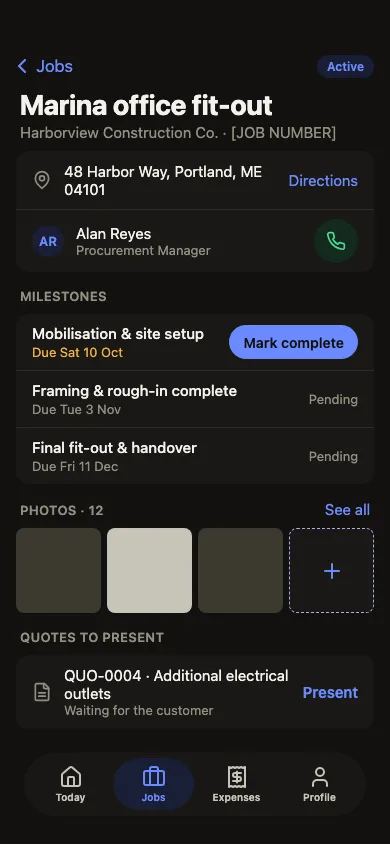 Jobs
Active
Marina office fit-out
Harborview Construction Co. · [JOB NUMBER]
48 Harbor Way, Portland, ME
04101
Directions
AR
Alan Reyes
Procurement Manager
MILESTONES
Mobilisation & site setup
Due Sat 10 Oct
Mark complete
Framing & rough-in complete
Due Tue 3 Nov
Pending
Final fit-out & handover
Due Fri 11 Dec
Pending
PHOTOS · 12
See all
QUOTES TO PRESENT
QUO-0004 · Additional electrical
outlets
Waiting for the customer
Present
Today
Jobs
Expenses
Profile